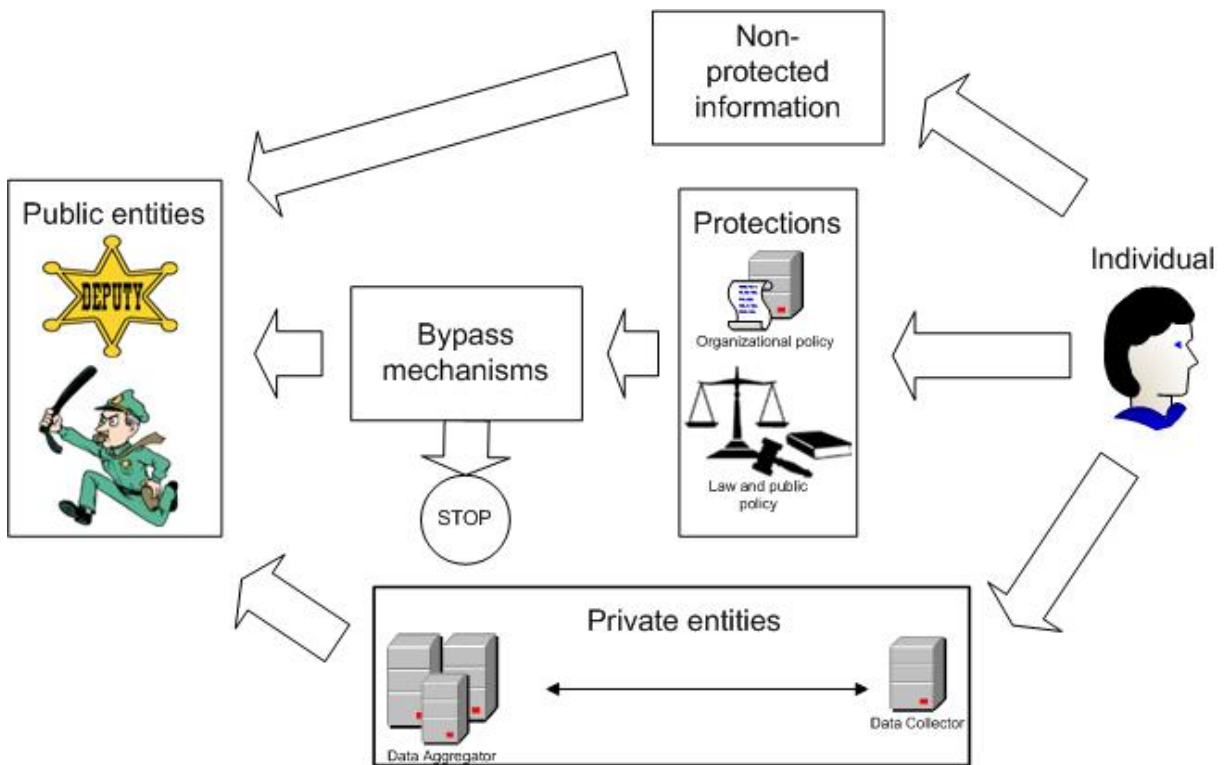 Non-
protected
information
Public entities
DEPUTY
Protections
Organizational policy
Law and public
policy
Individual
Bypass
mechanisms
STOP
Private entities
Data Aggregator
Data Collector